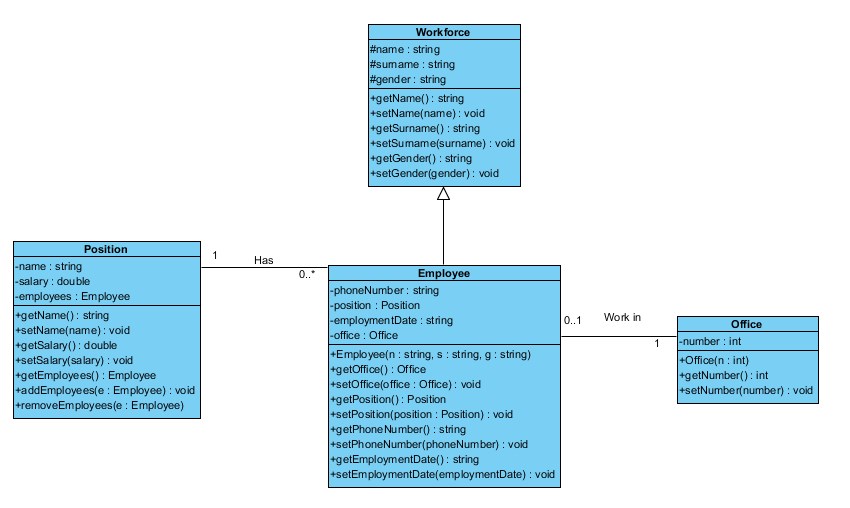 Workforce
#name : string
#surname : string
#gender : string
+getName() : string
+setName(name) : void
+getSurname() : string
+setSurname(surname) : void
+getGender() : string
+setGender(gender) : void
Position
-name : string
-salary : double
-employees : Employee
+getName() : string
+setName(name) : void
+getSalary() : double
+setSalary(salary) : void
+getEmployees() : Employee
+addEmployees(e : Employee) : void
+removeEmployees(e : Employee)
1
Has
0..*
Employee
-phoneNumber : string
-position : Position
-employmentDate : string
-office : Office
+Employee(n : string, s : string, g : string)
+getOffice() : Office
+setOffice(office : Office) : void
+getPosition() : Position
+setPosition(position : Position) : void
+getPhoneNumber() : string
+setPhoneNumber(phoneNumber) : void
+getEmploymentDate() : string
+setEmploymentDate(employmentDate) : void
0..1
Work in
1
Office
-number : int
+Office(n : int)
+getNumber() : int
+setNumber(number) : void